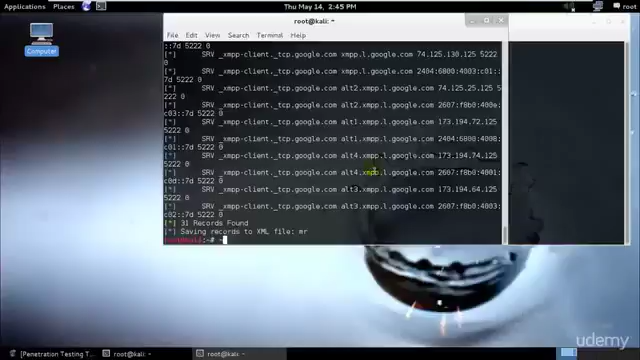 Applications Places Thu May 14, 2:45 PM root
Computer
root@kali: ~
File Edit View Search Terminal Help
::7d 5222 0
[*] SRV _xmpp-client._tcp.google.com xmpp.l.google.com 74.125.130.125 5222
0
[*] SRV _xmpp-client._tcp.google.com xmpp.l.google.com 2404:6800:4003:c01::
7d 5222 0
[*] SRV _xmpp-client._tcp.google.com alt2.xmpp.l.google.com 74.125.25.125 5
222 0
[*] SRV _xmpp-client._tcp.google.com alt2.xmpp.l.google.com 2607:f8b0:400e:
c03::7d 5222 0
[*] SRV _xmpp-client._tcp.google.com alt1.xmpp.l.google.com 173.194.72.125
5222 0
[*] SRV _xmpp-client._tcp.google.com alt1.xmpp.l.google.com 2404:6800:4008:
c01::7d 5222 0
[*] SRV _xmpp-client._tcp.google.com alt4.xmpp.l.google.com 173.194.74.125
5222 0
[*] SRV _xmpp-client._tcp.google.com alt4.xmpp.l.google.com 2607:f8b0:4001:
c0d::7d 5222 0
[*] SRV _xmpp-client._tcp.google.com alt3.xmpp.l.google.com 173.194.64.125
5222 0
[*] SRV _xmpp-client._tcp.google.com alt3.xmpp.l.google.com 2607:f8b0:4003:
c02::7d 5222 0
[*] 31 Records Found
[*] Saving records to XML file: mr
root@kali:~# -
udemy
[Penetration Testing T... root@kali: ~ root@kali: ~